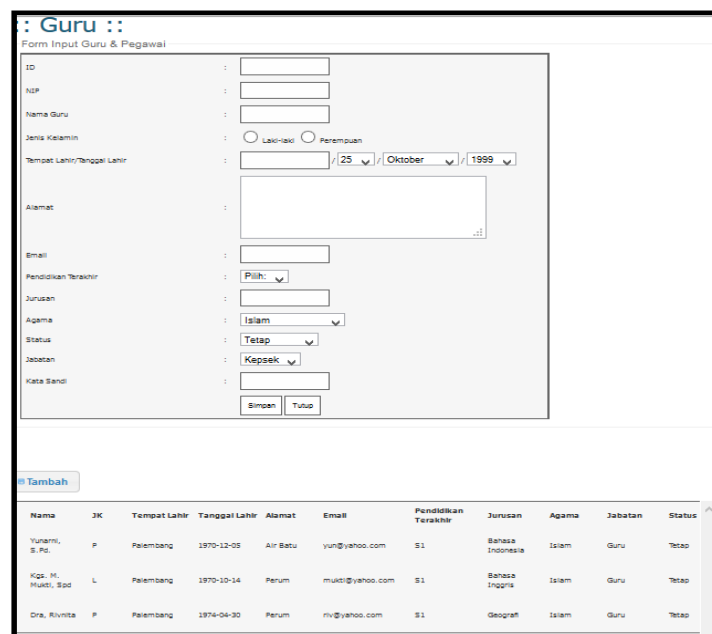 :: Guru ::
Form Input Guru & Pegawai
ID :
NIP :
Nama Guru :
Jenis Kelamin : Laki-laki Perempuan
Tempat Lahir/Tanggal Lahir : / 25 / Oktober / 1999
Alamat :
Email :
Pendidikan Terakhir : Pilih:
Jurusan :
Agama : Islam
Status : Tetap
Jabatan : Kepsek
Kata Sandi :
Simpan Tutup
Tambah
Nama JK Tempat Lahir Tanggal Lahir Alamat Email Pendidikan Terakhir Jurusan Agama Jabatan Status
Yunarni, S.Pd. P Palembang 1970-12-05 Air Batu yun@yahoo.com S1 Bahasa Indonesia Islam Guru Tetap
Kgs. M. Mukti, Spd L Palembang 1970-10-14 Perum mukti@yahoo.com S1 Bahasa Inggris Islam Guru Tetap
Dra, Rivnita P Palembang 1974-04-30 Perum riv@yahoo.com S1 Geografi Islam Guru Tetap